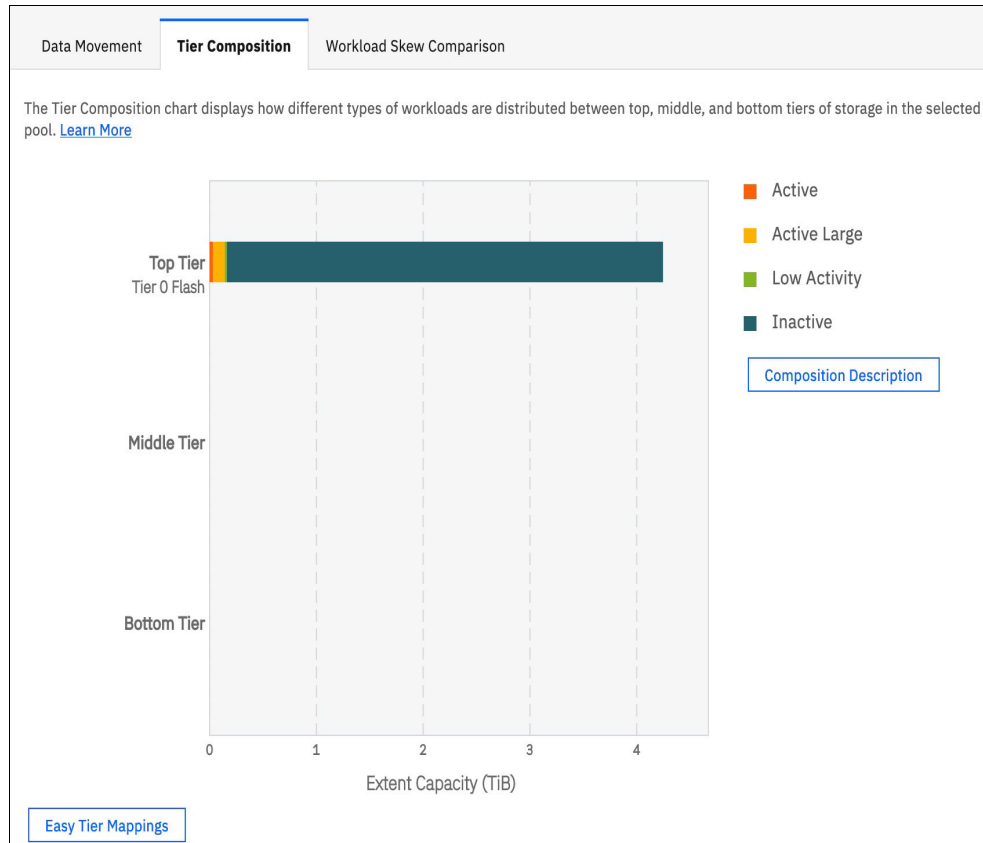 Data Movement
Tier Composition
Workload Skew Comparison
The Tier Composition chart displays how different types of workloads are distributed between top, middle, and bottom tiers of storage in the selected
pool. Learn More
Top Tier
Tier 0 Flash
Middle Tier
Bottom Tier
0 1 2 3 4
Extent Capacity (TiB)
Active
Active Large
Low Activity
Inactive
Composition Description
Easy Tier Mappings